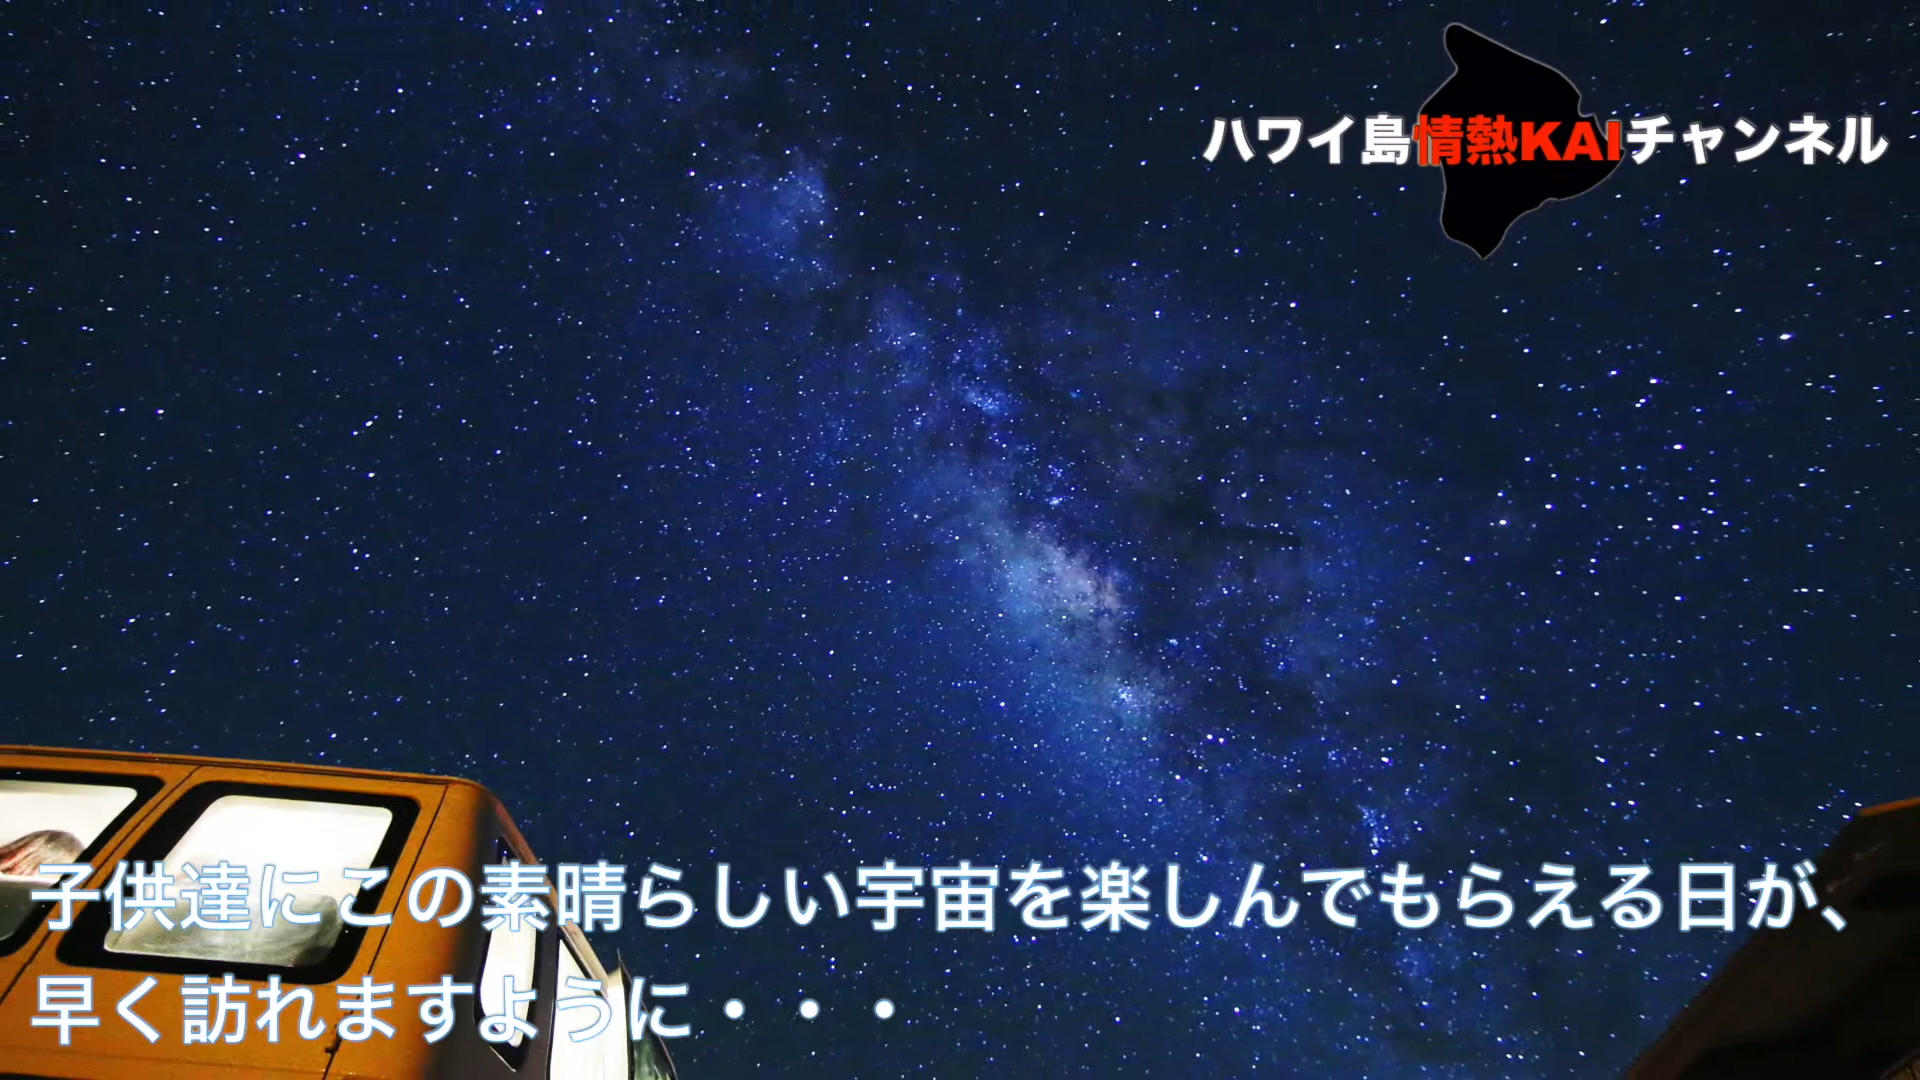 ハワイ島情熱KAIチャンネル
子供達にこの素晴らしい宇宙を楽しんでもらえる日が、
早く訪れますように・・・